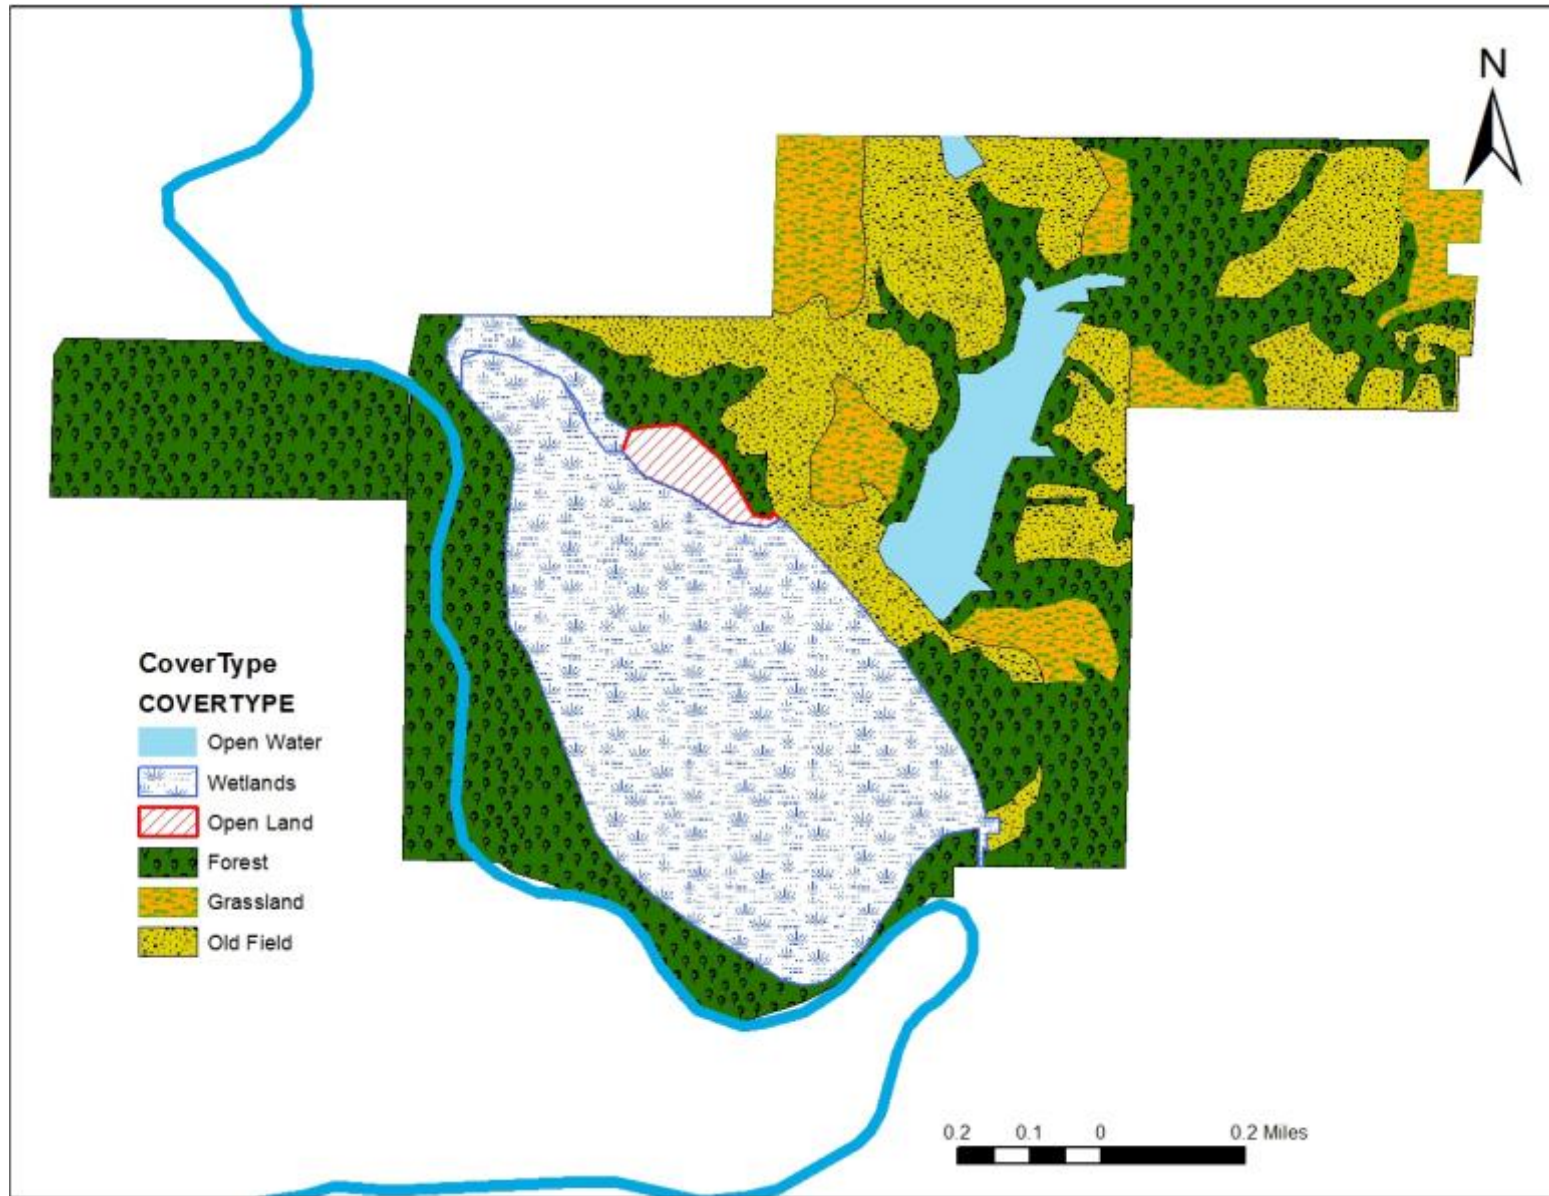 N
CoverType
COVERTYPE
Open Water
Wetlands
Open Land
Forest
Grassland
Old Field
0.2 0.1 0 0.2 Miles